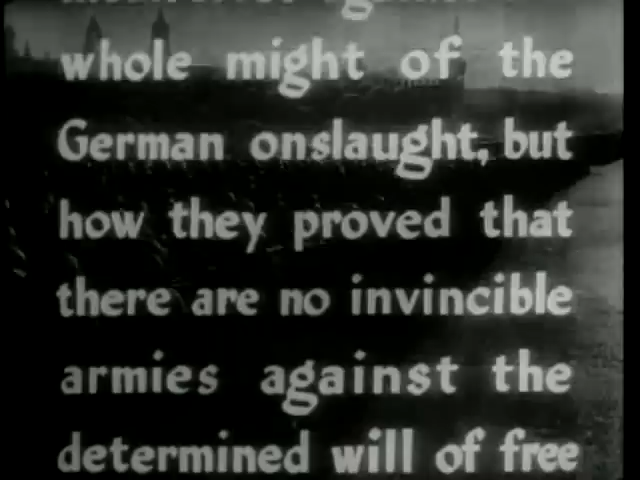 whole might of the
German onslaught, but
how they proved that
there are no invincible
armies against the
determined will of free